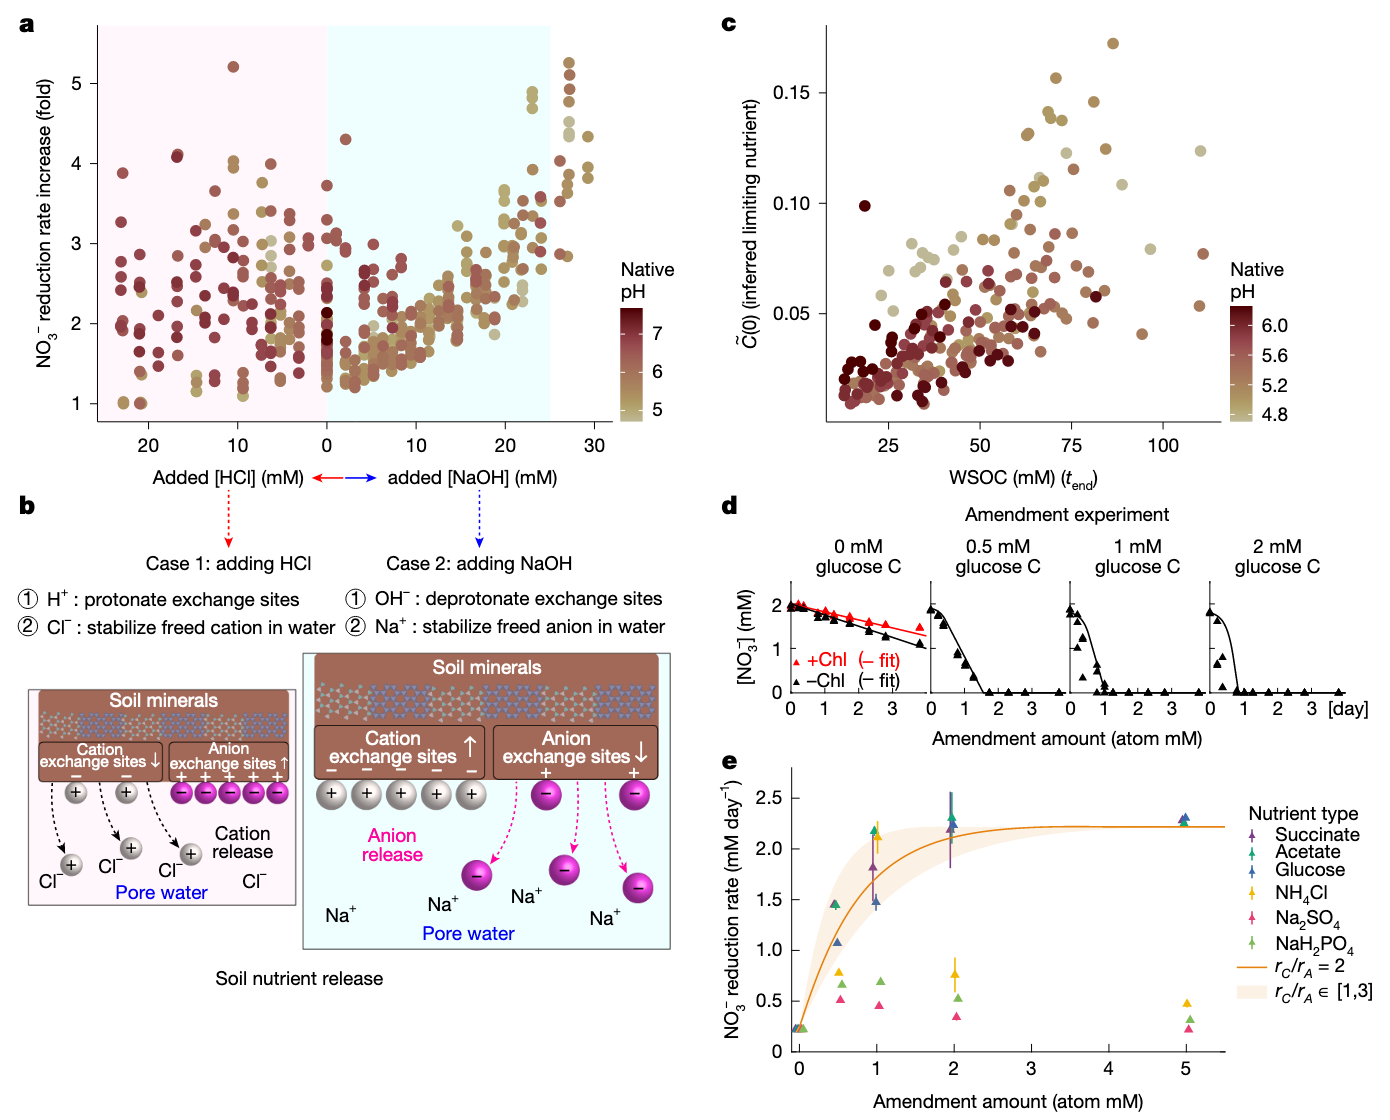 a
NO₃⁻ reduction rate increase (fold)
5
4
3
2
1
20
10
0
10
20
30
Added [HCl] (mM)
added [NaOH] (mM)
Native
pH
7
6
5
b
Case 1: adding HCl
① H⁺ : protonate exchange sites
② Cl⁻ : stabilize freed cation in water
Case 2: adding NaOH
① OH⁻ : deprotonate exchange sites
② Na⁺ : stabilize freed anion in water
Soil minerals
Cation
exchange sites ↓
Anion
exchange sites ↑
− −
+ + + + +
+ +
− − − − −
+ + +
Cl⁻
Cl⁻
Cl⁻
Cl⁻
Cation
release
Pore water
Soil minerals
Cation
exchange sites ↑
Anion
exchange sites ↓
− − − − −
+ +
+ + + + +
− −
Anion
release
− − −
Na⁺
Na⁺
Na⁺
Na⁺
Pore water
Soil nutrient release
c
C̃(0) (inferred limiting nutrient)
0.15
0.10
0.05
25
50
75
100
WSOC (mM) (t_end)
Native
pH
6.0
5.6
5.2
4.8
d
Amendment experiment
0 mM
glucose C
0.5 mM
glucose C
1 mM
glucose C
2 mM
glucose C
[NO₃⁻] (mM)
2
1
0
+Chl (– fit)
–Chl (– fit)
0 1 2 3
0 1 2 3
0 1 2 3
0 1 2 3 [day]
Amendment amount (atom mM)
e
NO₃⁻ reduction rate (mM day⁻¹)
2.5
2.0
1.5
1.0
0.5
0
0
1
2
3
4
5
Amendment amount (atom mM)
Nutrient type
Succinate
Acetate
Glucose
NH₄Cl
Na₂SO₄
NaH₂PO₄
r_C/r_A = 2
r_C/r_A ∈ [1,3]